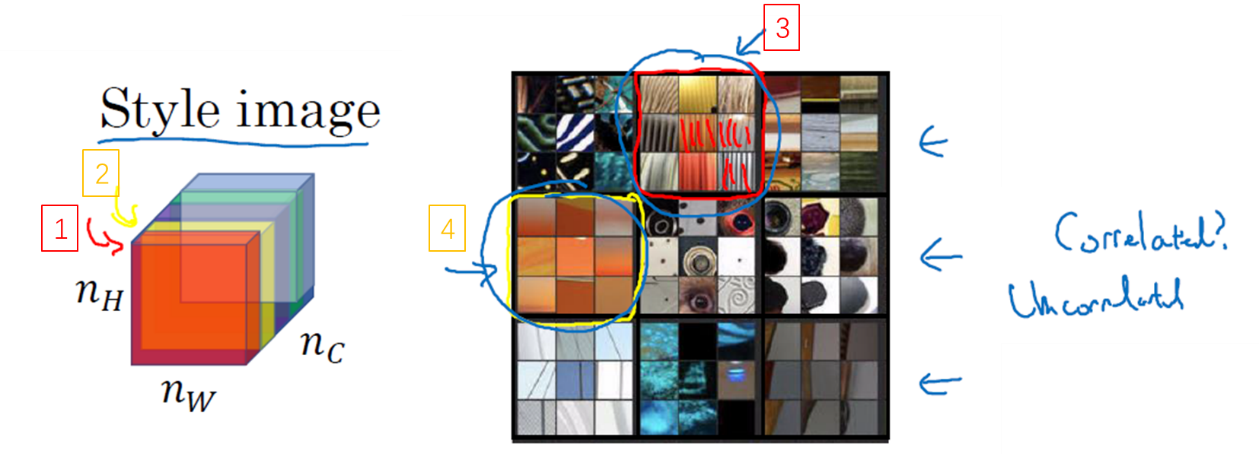 Style image
2
1
n_H
n_W
n_C
3
4
Correlated?
Uncorrelated